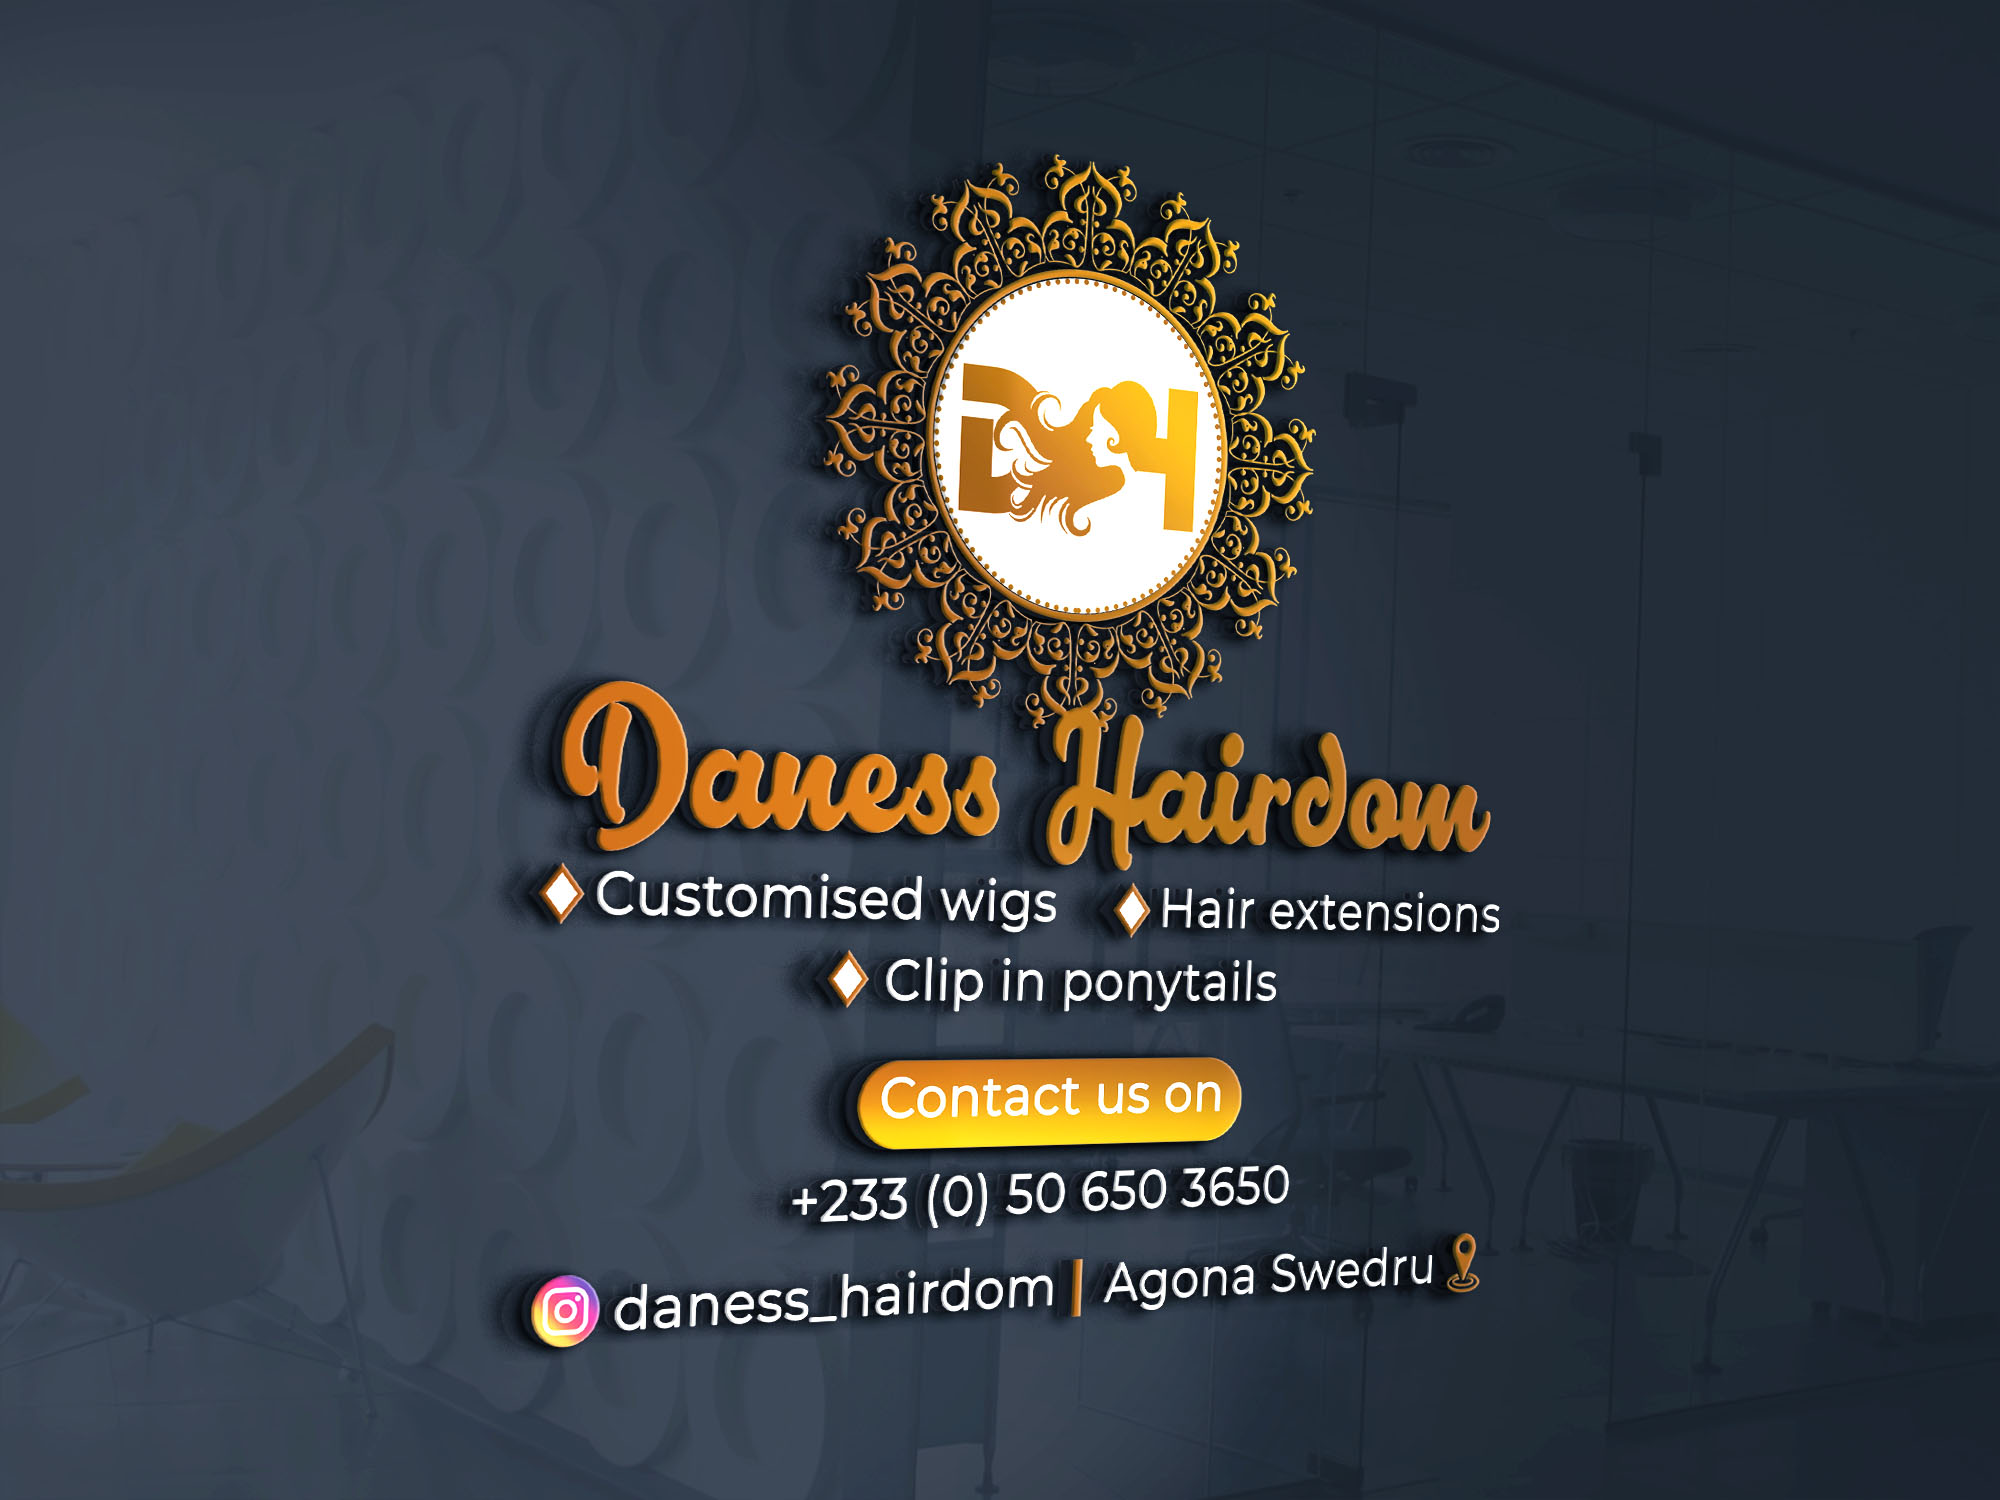 DH
Daness Hairdom
Customised wigs Hair extensions
Clip in ponytails
Contact us on
+233 (0) 50 650 3650
daness_hairdom | Agona Swedru